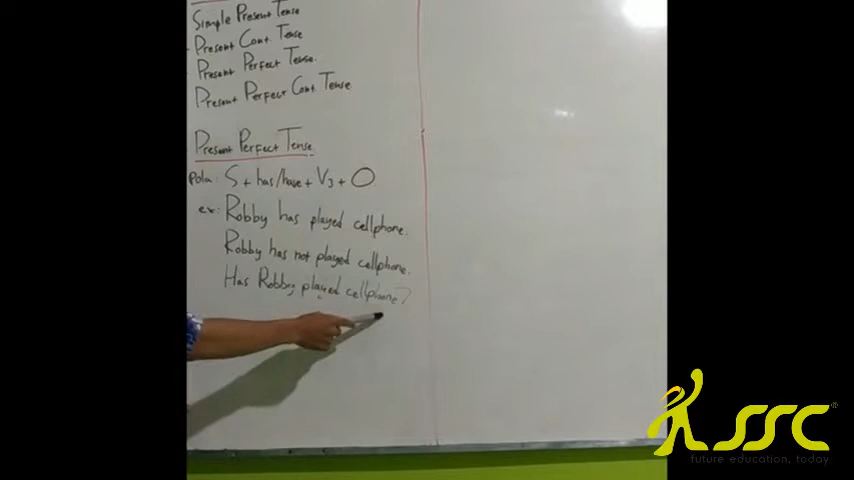 Simple Present Tense
Present Cont. Tense
Present Perfect Tense.
Present Perfect Cont. Tense
Present Perfect Tense.
Pola: S + has/have + V3 + O
ex: Robby has played cellphone.
Robby has not played cellphone.
Has Robby played cellphone?
SSC®
future education, today